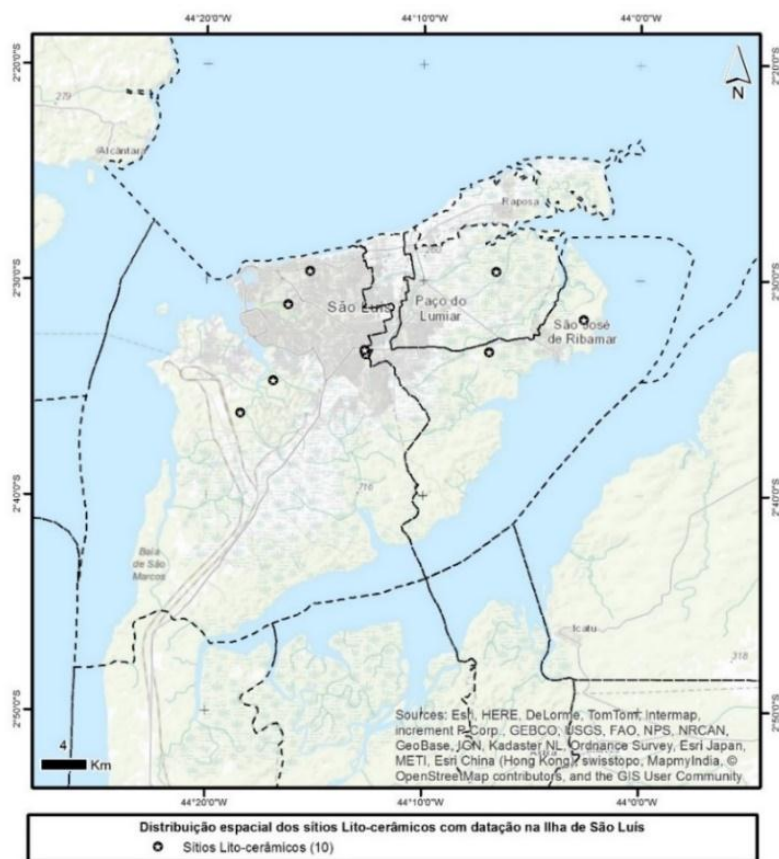 44°20'0"W 44°10'0"W 44°0'0"W
2°20'0"S 2°20'0"S
279
Alcântara
N
Raposa
260
2°30'0"S 2°30'0"S
São Luís
Paço do
Lumiar
São José
de Ribamar
716
2°40'0"S 2°40'0"S
Baía
de São
Marcos
Icatu
318
2°50'0"S 2°50'0"S
Sources: Esri, HERE, DeLorme, TomTom, Intermap,
increment P Corp., GEBCO, USGS, FAO, NPS, NRCAN,
GeoBase, IGN, Kadaster NL, Ordnance Survey, Esri Japan,
METI, Esri China (Hong Kong), swisstopo, MapmyIndia, ©
OpenStreetMap contributors, and the GIS User Community
4
Km
44°20'0"W 44°10'0"W 44°0'0"W
Distribuição espacial dos sítios Lito-cerâmicos com datação na Ilha de São Luís
Sítios Lito-cerâmicos (10)